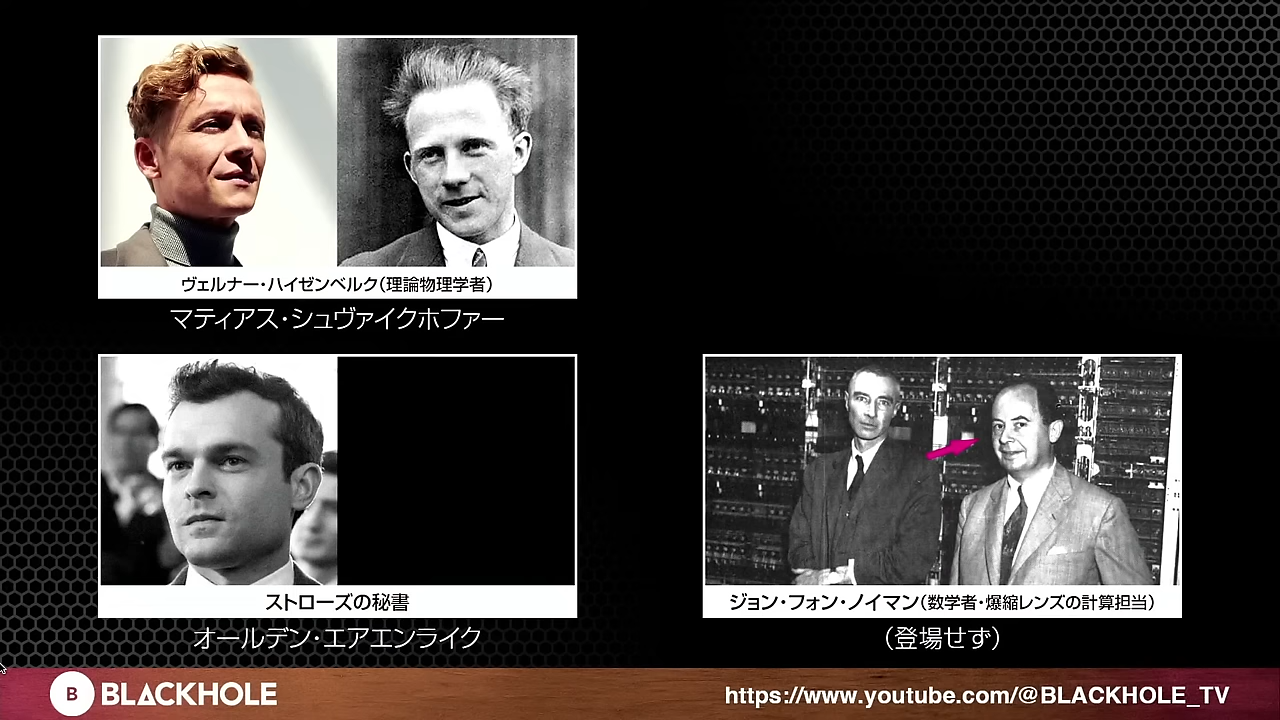 ヴェルナー・ハイゼンベルク(理論物理学者)
マティアス・シュヴァイクホファー
ストローズの秘書
オールデン・エアエンライク
ジョン・フォン・ノイマン(数学者・爆縮レンズの計算担当)
(登場せず)
B BLACKHOLE
https://www.youtube.com/@BLACKHOLE_TV